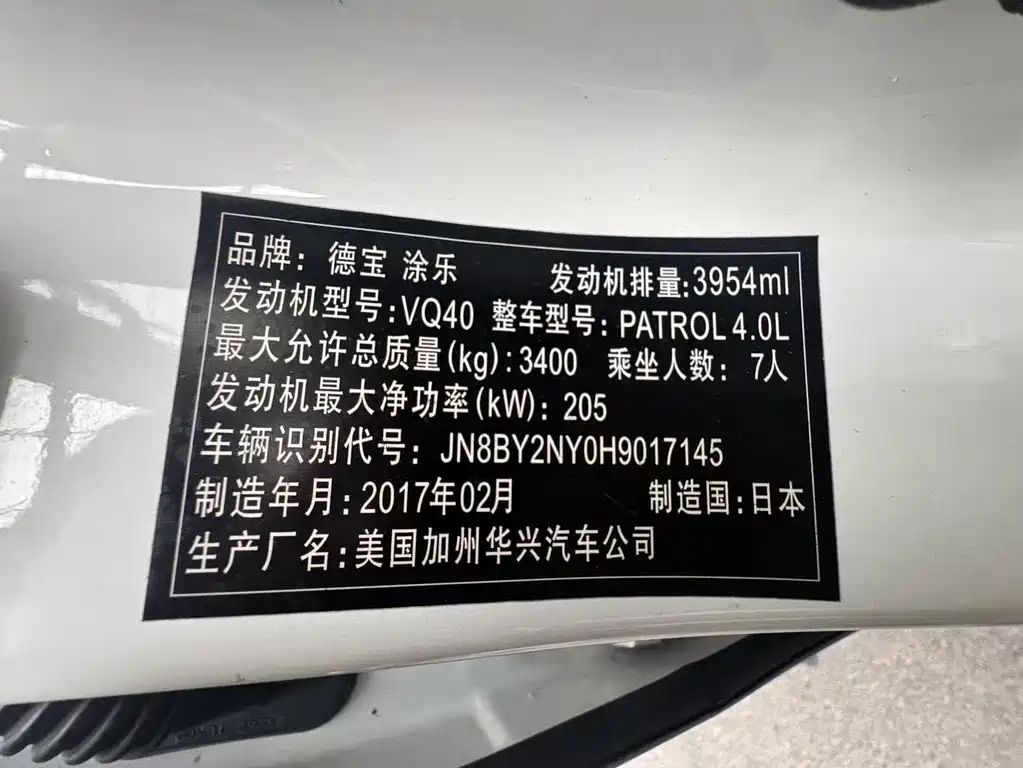 品牌: 德宝 涂乐 发动机排量:3954ml
发动机型号:VQ40 整车型号: PATROL 4.0L
最大允许总质量(kg):3400 乘坐人数: 7人
发动机最大净功率(kW): 205
车辆识别代号: JN8BY2NY0H9017145
制造年月:2017年02月 制造国:日本
生产厂名:美国加州华兴汽车公司